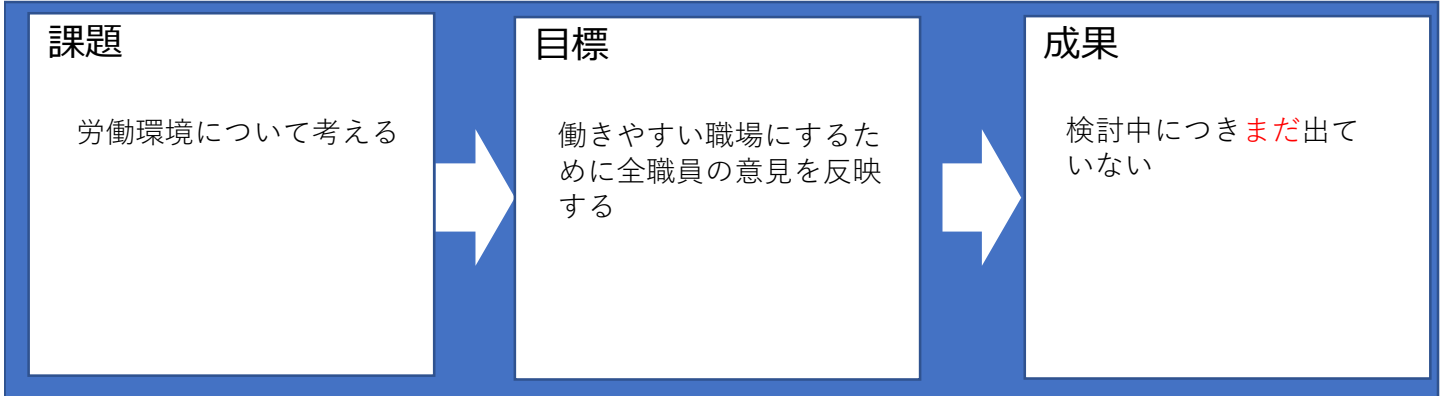 課題
労働環境について考える
目標
働きやすい職場にするた
めに全職員の意見を反映
する
成果
検討中につきまだ出て
いない